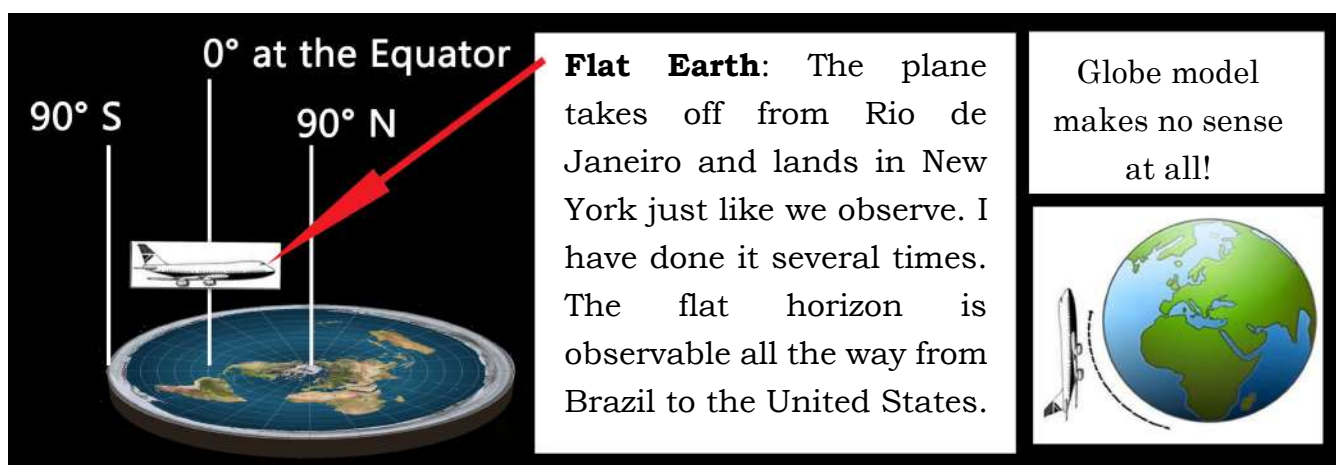 0° at the Equator
90° S
90° N
Flat Earth: The plane
takes off from Rio de
Janeiro and lands in New
York just like we observe. I
have done it several times.
The flat horizon is
observable all the way from
Brazil to the United States.
Globe model
makes no sense
at all!